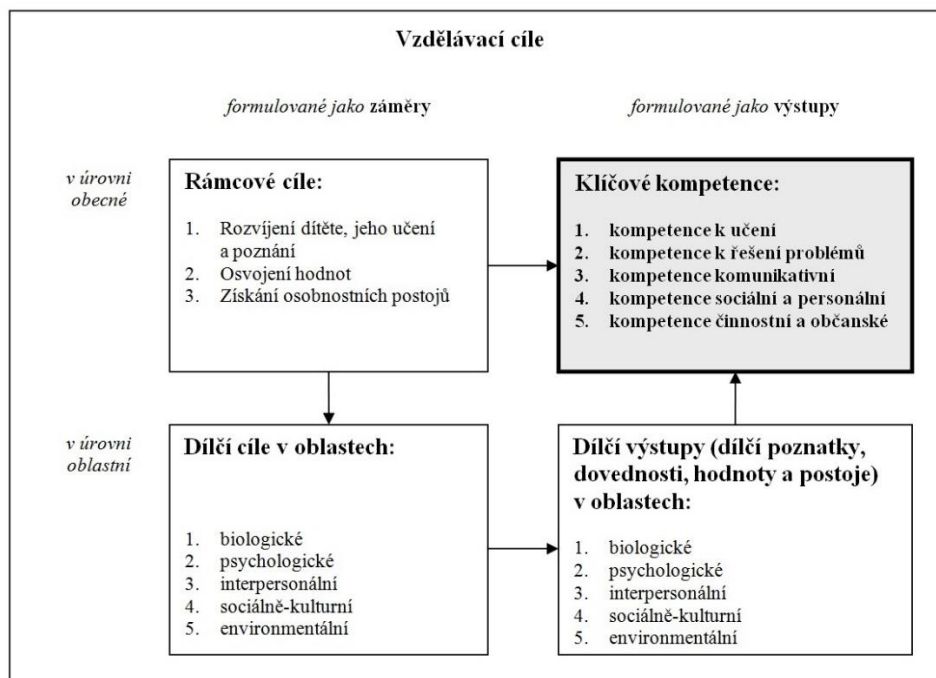 Vzdělávací cíle
formulované jako záměry
formulované jako výstupy
v úrovni
obecné
Rámcové cíle:
1. Rozvíjení dítěte, jeho učení
a poznání
2. Osvojení hodnot
3. Získání osobnostních postojů
Klíčové kompetence:
1. kompetence k učení
2. kompetence k řešení problémů
3. kompetence komunikativní
4. kompetence sociální a personální
5. kompetence činnostní a občanské
v úrovni
oblastní
Dílčí cíle v oblastech:
1. biologické
2. psychologické
3. interpersonální
4. sociálně-kulturní
5. environmentální
Dílčí výstupy (dílčí poznatky,
dovednosti, hodnoty a postoje)
v oblastech:
1. biologické
2. psychologické
3. interpersonální
4. sociálně-kulturní
5. environmentální